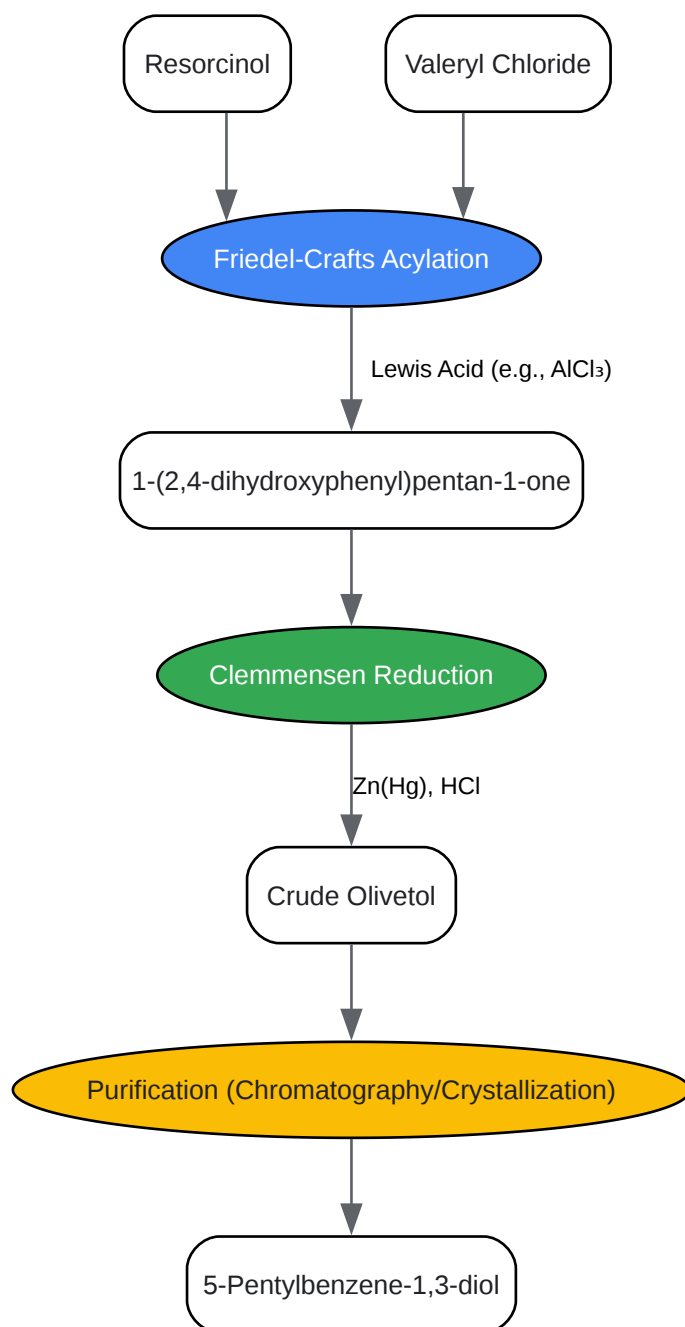 Resorcinol
Valeryl Chloride
Friedel-Crafts Acylation
Lewis Acid (e.g., AlCl₃)
1-(2,4-dihydroxyphenyl)pentan-1-one
Clemmensen Reduction
Zn(Hg), HCl
Crude Olivetol
Purification (Chromatography/Crystallization)
5-Pentylbenzene-1,3-diol